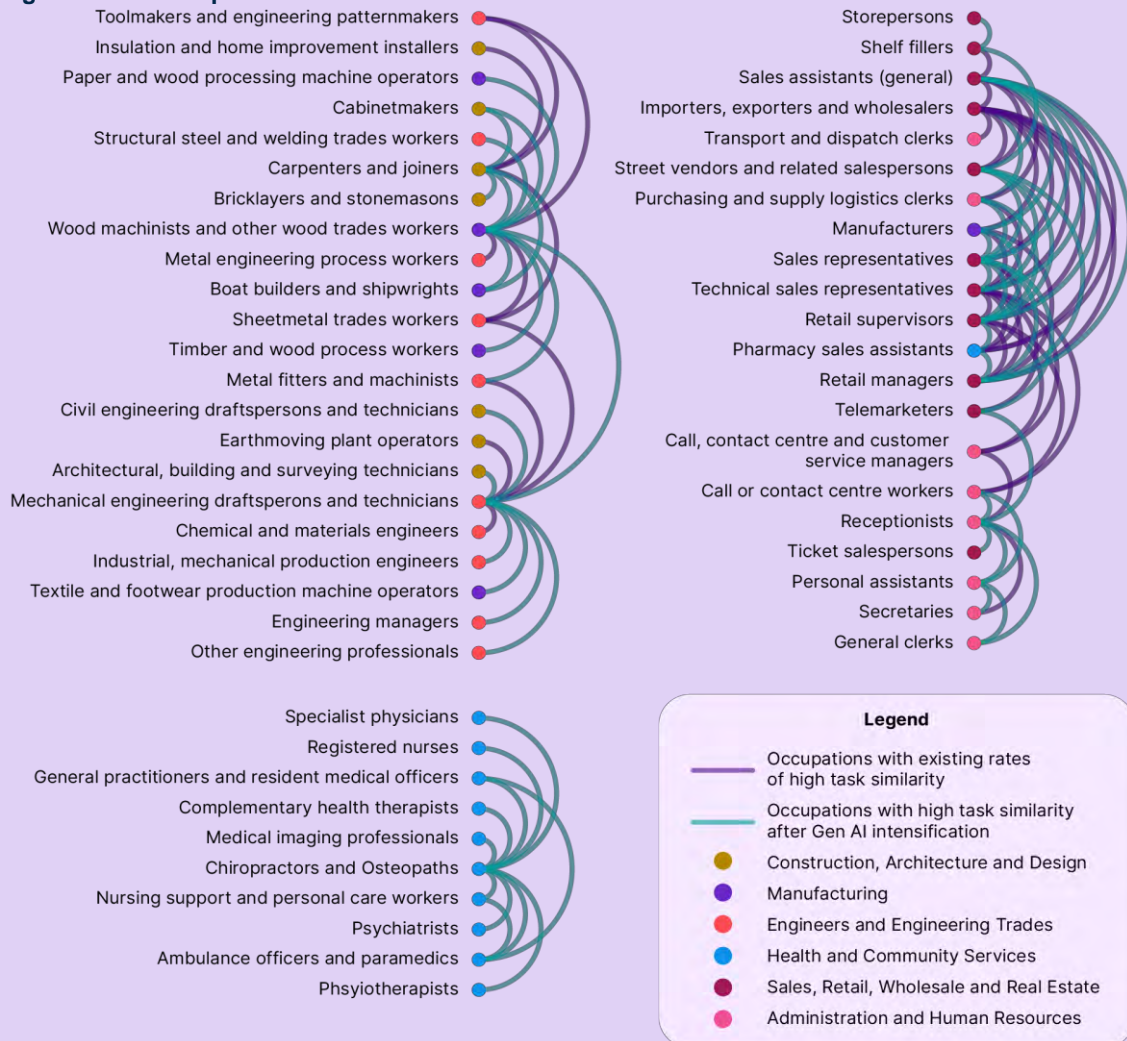 Toolmakers and engineering patternmakers
Insulation and home improvement installers
Paper and wood processing machine operators
Cabinetmakers
Structural steel and welding trades workers
Carpenters and joiners
Bricklayers and stonemasons
Wood machinists and other wood trades workers
Metal engineering process workers
Boat builders and shipwrights
Sheetmetal trades workers
Timber and wood process workers
Metal fitters and machinists
Civil engineering draftspersons and technicians
Earthmoving plant operators
Architectural, building and surveying technicians
Mechanical engineering draftsperons and technicians
Chemical and materials engineers
Industrial, mechanical production engineers
Textile and footwear production machine operators
Engineering managers
Other engineering professionals
Storepersons
Shelf fillers
Sales assistants (general)
Importers, exporters and wholesalers
Transport and dispatch clerks
Street vendors and related salespersons
Purchasing and supply logistics clerks
Manufacturers
Sales representatives
Technical sales representatives
Retail supervisors
Pharmacy sales assistants
Retail managers
Telemarketers
Call, contact centre and customer
service managers
Call or contact centre workers
Receptionists
Ticket salespersons
Personal assistants
Secretaries
General clerks
Specialist physicians
Registered nurses
General practitioners and resident medical officers
Complementary health therapists
Medical imaging professionals
Chiropractors and Osteopaths
Nursing support and personal care workers
Psychiatrists
Ambulance officers and paramedics
Phsyiotherapists
Legend
Occupations with existing rates
of high task similarity
Occupations with high task similarity
after Gen AI intensification
Construction, Architecture and Design
Manufacturing
Engineers and Engineering Trades
Health and Community Services
Sales, Retail, Wholesale and Real Estate
Administration and Human Resources